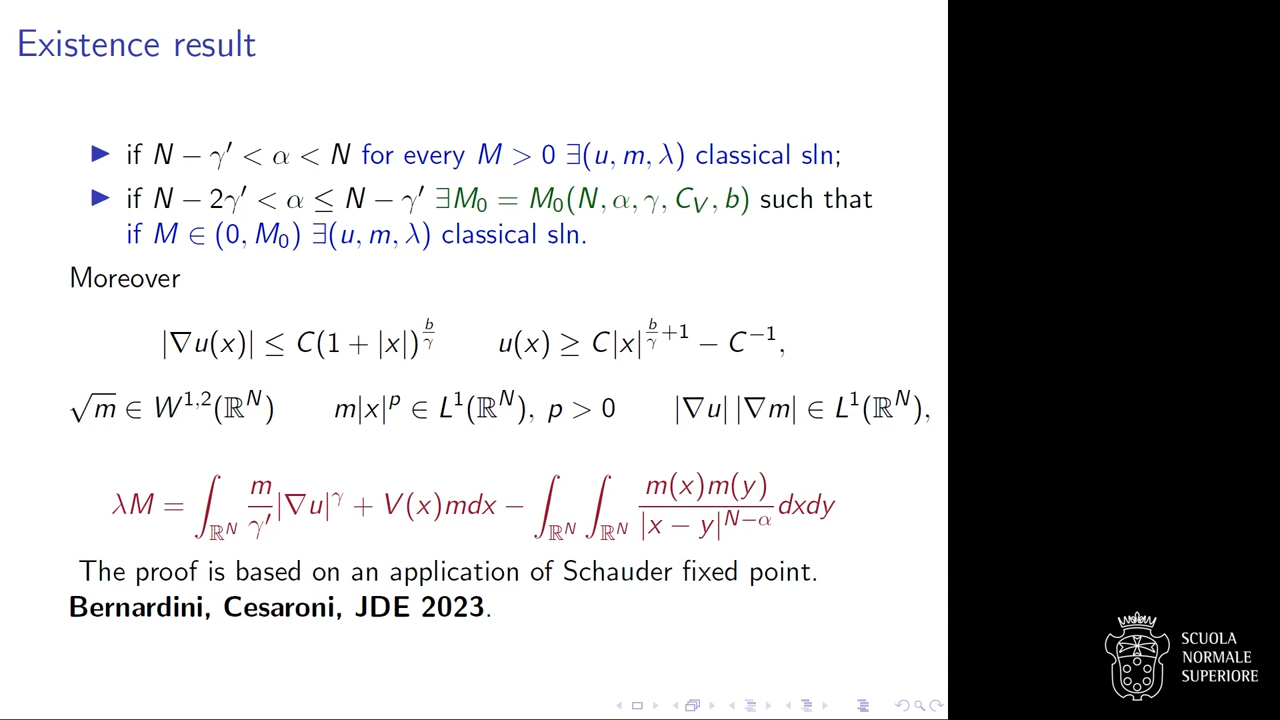 Existence result
▶ if N − γ′ < α < N for every M > 0 ∃(u, m, λ) classical sln;
▶ if N − 2γ′ < α ≤ N − γ′ ∃M₀ = M₀(N, α, γ, C_V, b) such that
if M ∈ (0, M₀) ∃(u, m, λ) classical sln.
Moreover
|∇u(x)| ≤ C(1 + |x|)^{b/γ} u(x) ≥ C|x|^{b/γ + 1} − C^{−1},
√m ∈ W^{1,2}(ℝ^N) m|x|^p ∈ L^1(ℝ^N), p > 0 |∇u| |∇m| ∈ L^1(ℝ^N),
λM = ∫_{ℝ^N} m/γ′ |∇u|^γ + V(x)mdx − ∫_{ℝ^N} ∫_{ℝ^N} m(x)m(y)/|x − y|^{N−α} dxdy
The proof is based on an application of Schauder fixed point.
Bernardini, Cesaroni, JDE 2023.
SCUOLA
NORMALE
SUPERIORE